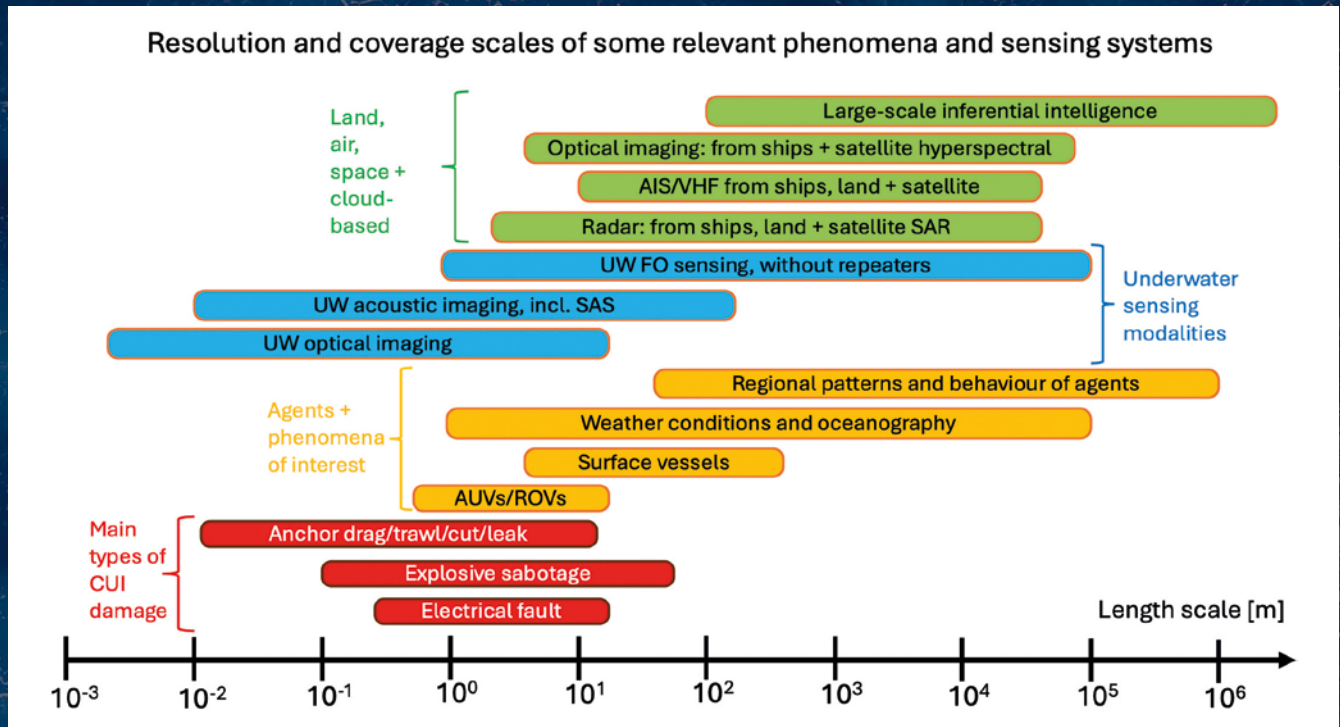 Resolution and coverage scales of some relevant phenomena and sensing systems
Land,
air,
space +
cloud-
based
Large-scale inferential intelligence
Optical imaging: from ships + satellite hyperspectral
AIS/VHF from ships, land + satellite
Radar: from ships, land + satellite SAR
UW FO sensing, without repeaters
UW acoustic imaging, incl. SAS
UW optical imaging
Underwater
sensing
modalities
Agents +
phenomena
of interest
Regional patterns and behaviour of agents
Weather conditions and oceanography
Surface vessels
AUVs/ROVs
Main
types of
CUI
damage
Anchor drag/trawl/cut/leak
Explosive sabotage
Electrical fault
Length scale [m]
10⁻³ 10⁻² 10⁻¹ 10⁰ 10¹ 10² 10³ 10⁴ 10⁵ 10⁶